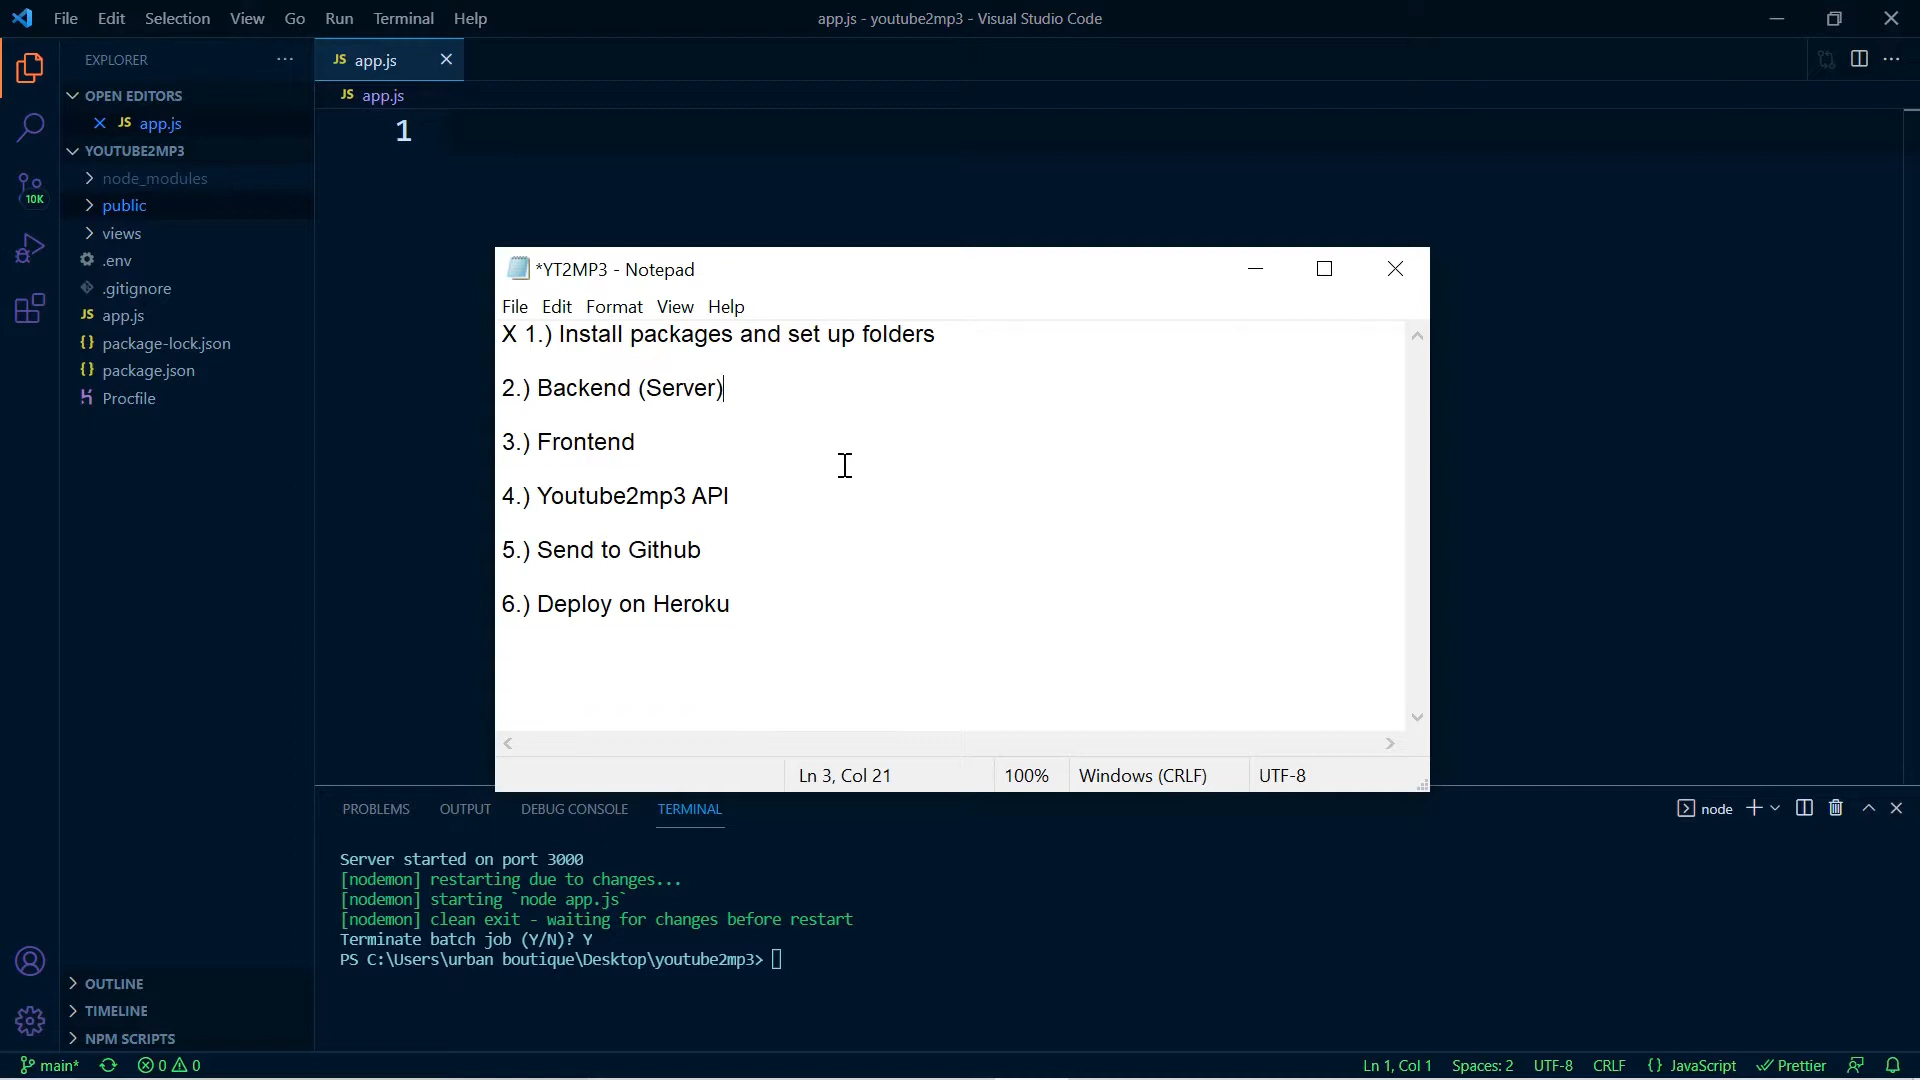 File Edit Selection View Go Run Terminal Help
app.js - youtube2mp3 - Visual Studio Code
EXPLORER
JS app.js
OPEN EDITORS
JS app.js
JS app.js
YOUTUBE2MP3
1
node_modules
public
10K
views
.env
.gitignore
JS app.js
{} package-lock.json
{} package.json
Procfile
*YT2MP3 - Notepad
File Edit Format View Help
X 1.) Install packages and set up folders
2.) Backend (Server)
3.) Frontend
4.) Youtube2mp3 API
5.) Send to Github
6.) Deploy on Heroku
Ln 3, Col 21 100% Windows (CRLF) UTF-8
PROBLEMS OUTPUT DEBUG CONSOLE TERMINAL
node
Server started on port 3000
[nodemon] restarting due to changes...
[nodemon] starting `node app.js`
[nodemon] clean exit - waiting for changes before restart
Terminate batch job (Y/N)? Y
PS C:\Users\urban boutique\Desktop\youtube2mp3>
OUTLINE
TIMELINE
NPM SCRIPTS
main* 0 0
Ln 1, Col 1 Spaces: 2 UTF-8 CRLF {} JavaScript Prettier